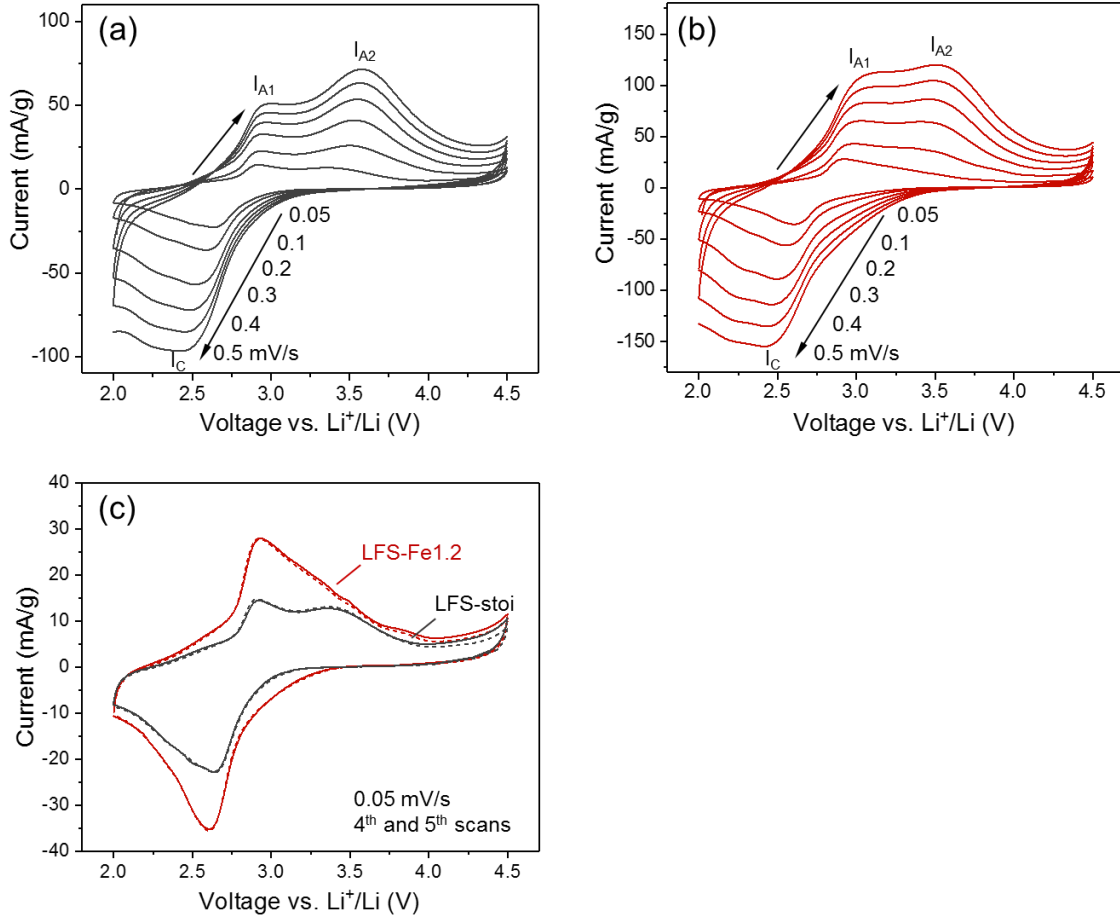 (a)
I_A1
I_A2
100
50
0
-50
-100
Current (mA/g)
0.05
0.1
0.2
0.3
0.4
0.5 mV/s
I_C
2.0 2.5 3.0 3.5 4.0 4.5
Voltage vs. Li⁺/Li (V)
(b)
I_A1
I_A2
150
100
50
0
-50
-100
-150
Current (mA/g)
0.05
0.1
0.2
0.3
0.4
0.5 mV/s
I_C
2.0 2.5 3.0 3.5 4.0 4.5
Voltage vs. Li⁺/Li (V)
(c)
40
30
20
10
0
-10
-20
-30
-40
Current (mA/g)
LFS-Fe1.2
LFS-stoi
0.05 mV/s
4th and 5th scans
2.0 2.5 3.0 3.5 4.0 4.5
Voltage vs. Li⁺/Li (V)